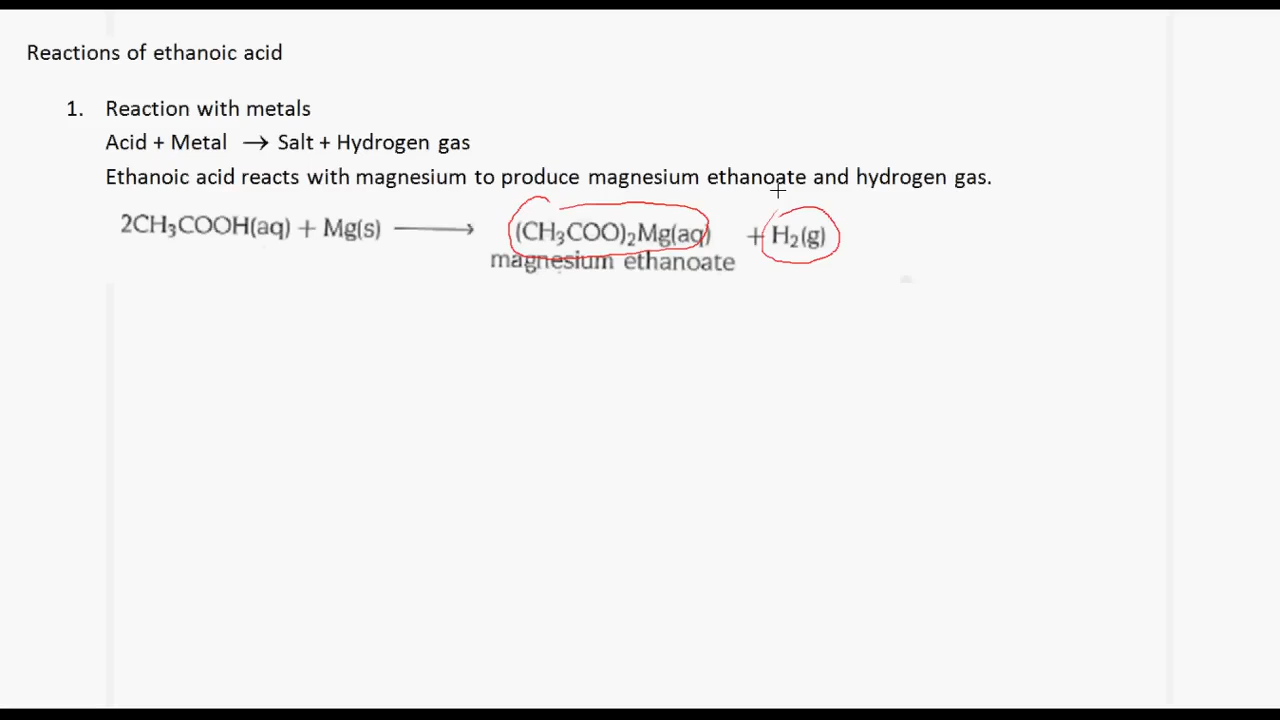 Reactions of ethanoic acid
1. Reaction with metals
Acid + Metal → Salt + Hydrogen gas
Ethanoic acid reacts with magnesium to produce magnesium ethanoate and hydrogen gas.
2CH₃COOH(aq) + Mg(s) ⟶ (CH₃COO)₂Mg(aq) + H₂(g)
magnesium ethanoate